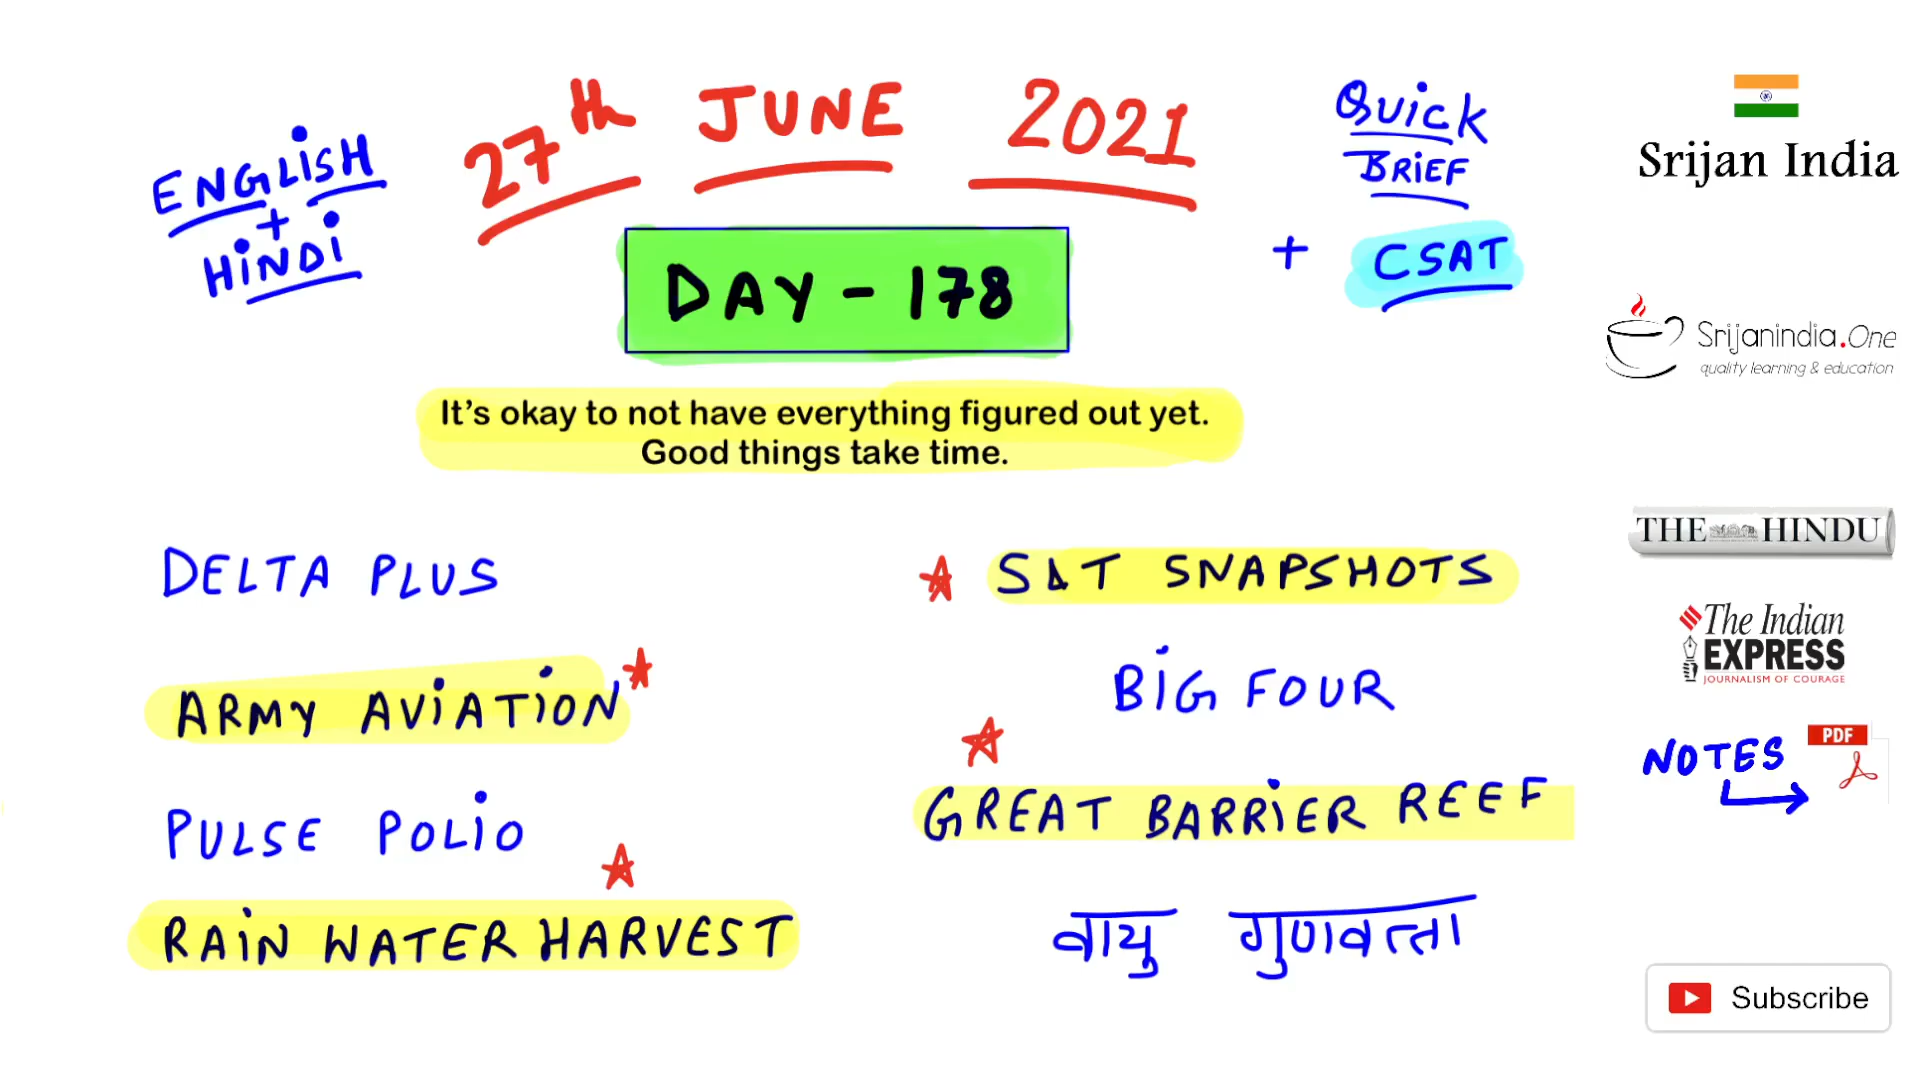 27th JUNE 2021
ENGLISH
+
HINDI
QUICK
BRIEF
+ CSAT
DAY - 178
It's okay to not have everything figured out yet.
Good things take time.
DELTA PLUS
ARMY AVIATION
PULSE POLIO
RAIN WATER HARVEST
S&T SNAPSHOTS
BIG FOUR
GREAT BARRIER REEF
वायु गुणवत्ता
Srijan India
Srijanindia.One
quality learning & education
THE HINDU
The Indian
EXPRESS
JOURNALISM OF COURAGE
NOTES
PDF
Subscribe